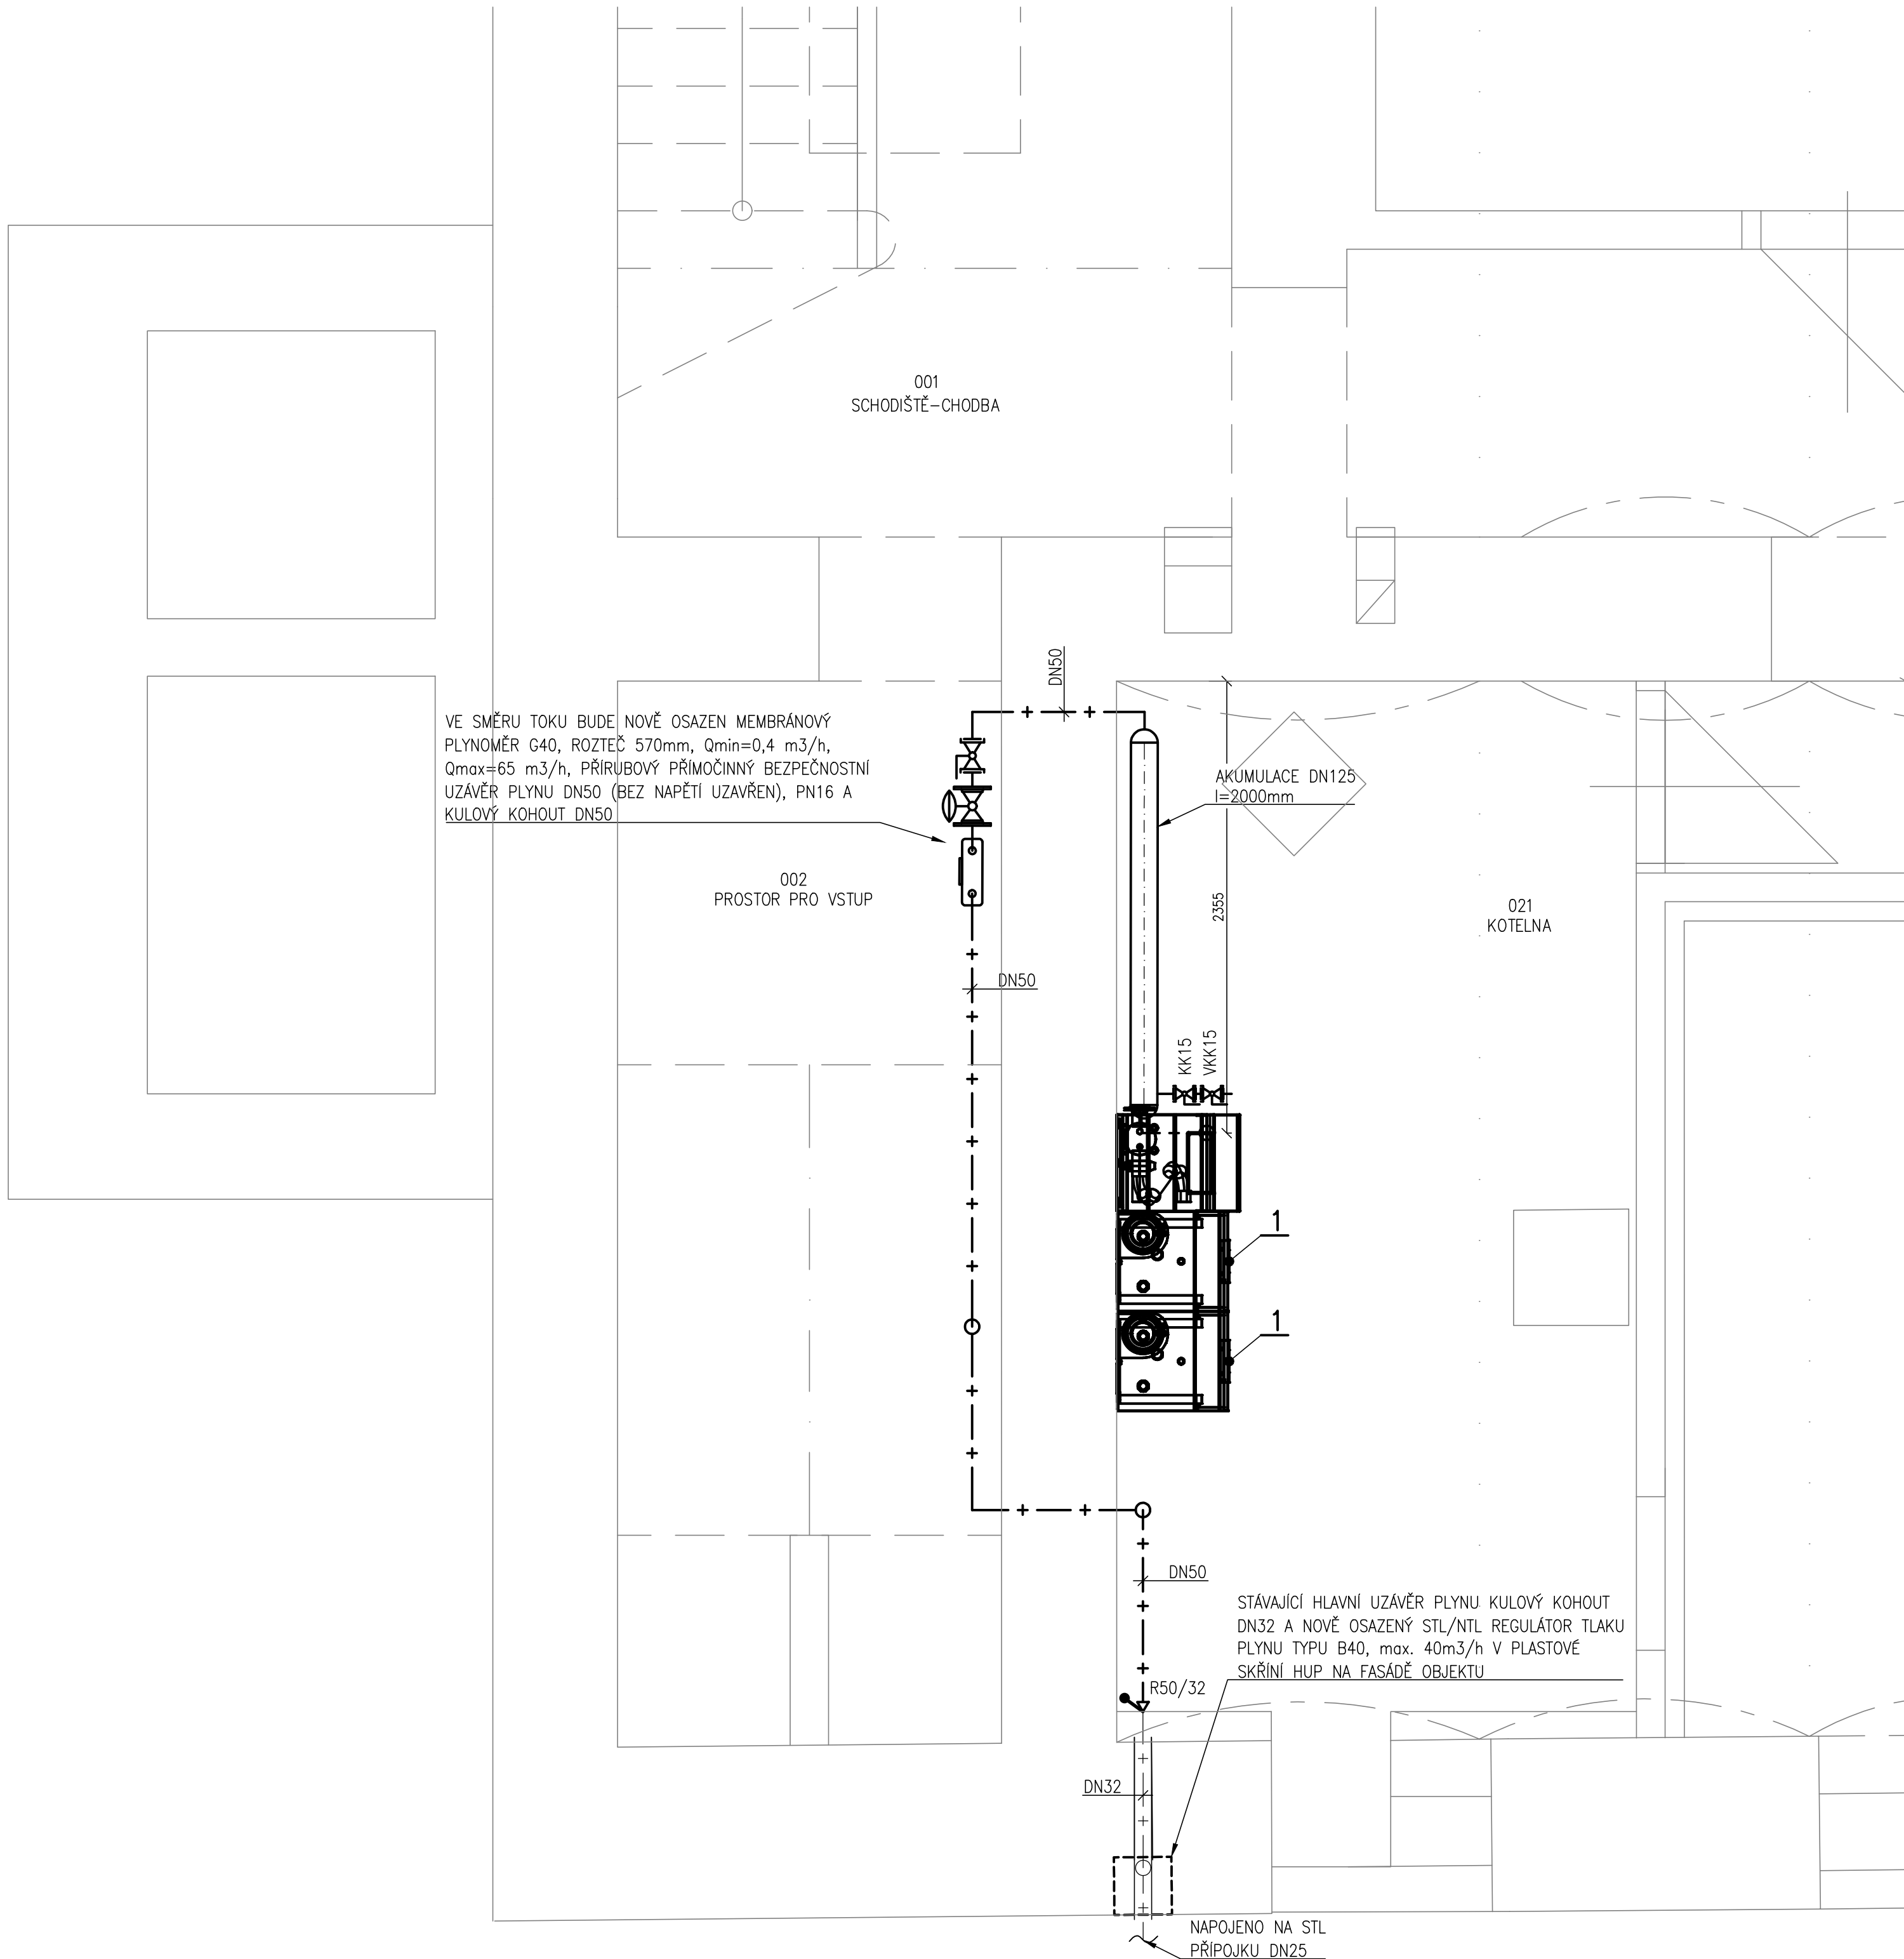 001
SCHODIŠTĚ-CHODBA
DN50
VE SMĚRU TOKU BUDE NOVĚ OSAZEN MEMBRÁNOVÝ
PLYNOMĚR G40, ROZTEČ 570mm, Qmin=0,4 m3/h,
Qmax=65 m3/h, PŘÍRUBOVÝ PŘÍMOČINNÝ BEZPEČNOSTNÍ
UZÁVĚR PLYNU DN50 (BEZ NAPĚTÍ UZAVŘEN), PN16 A
KULOVÝ KOHOUT DN50
AKUMULACE DN125
l=2000mm
002
PROSTOR PRO VSTUP
2355
021
KOTELNA
DN50
KK15
VKK15
1
1
DN50
STÁVAJÍCÍ HLAVNÍ UZÁVĚR PLYNU KULOVÝ KOHOUT
DN32 A NOVĚ OSAZENÝ STL/NTL REGULÁTOR TLAKU
PLYNU TYPU B40, max. 40m3/h V PLASTOVÉ
SKŘÍNÍ HUP NA FASÁDĚ OBJEKTU
R50/32
DN32
NAPOJENO NA STL
PŘÍPOJKU DN25